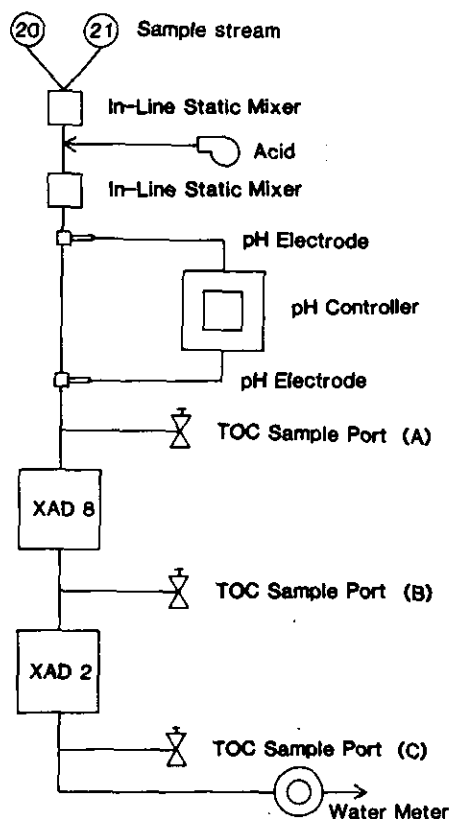 20 21 Sample stream
In-Line Static Mixer
Acid
In-Line Static Mixer
pH Electrode
pH Controller
pH Electrode
TOC Sample Port (A)
XAD 8
TOC Sample Port (B)
XAD 2
TOC Sample Port (C)
Water Meter